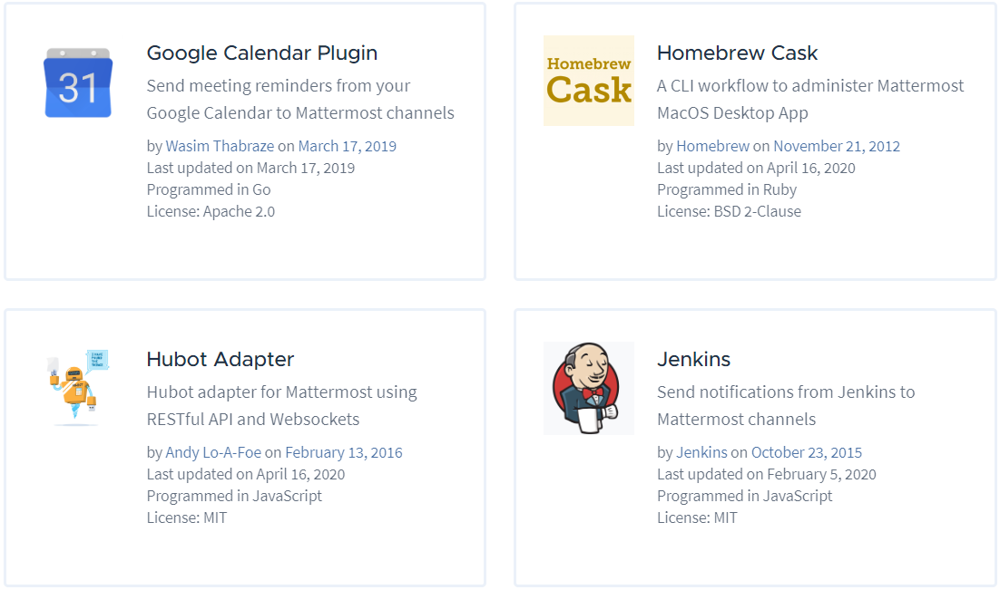 31
Google Calendar Plugin
Send meeting reminders from your
Google Calendar to Mattermost channels
by Wasim Thabraze on March 17, 2019
Last updated on March 17, 2019
Programmed in Go
License: Apache 2.0
Homebrew
Cask
Homebrew Cask
A CLI workflow to administer Mattermost
MacOS Desktop App
by Homebrew on November 21, 2012
Last updated on April 16, 2020
Programmed in Ruby
License: BSD 2-Clause
Hubot Adapter
Hubot adapter for Mattermost using
RESTful API and Websockets
by Andy Lo-A-Foe on February 13, 2016
Last updated on April 16, 2020
Programmed in JavaScript
License: MIT
Jenkins
Send notifications from Jenkins to
Mattermost channels
by Jenkins on October 23, 2015
Last updated on February 5, 2020
Programmed in JavaScript
License: MIT